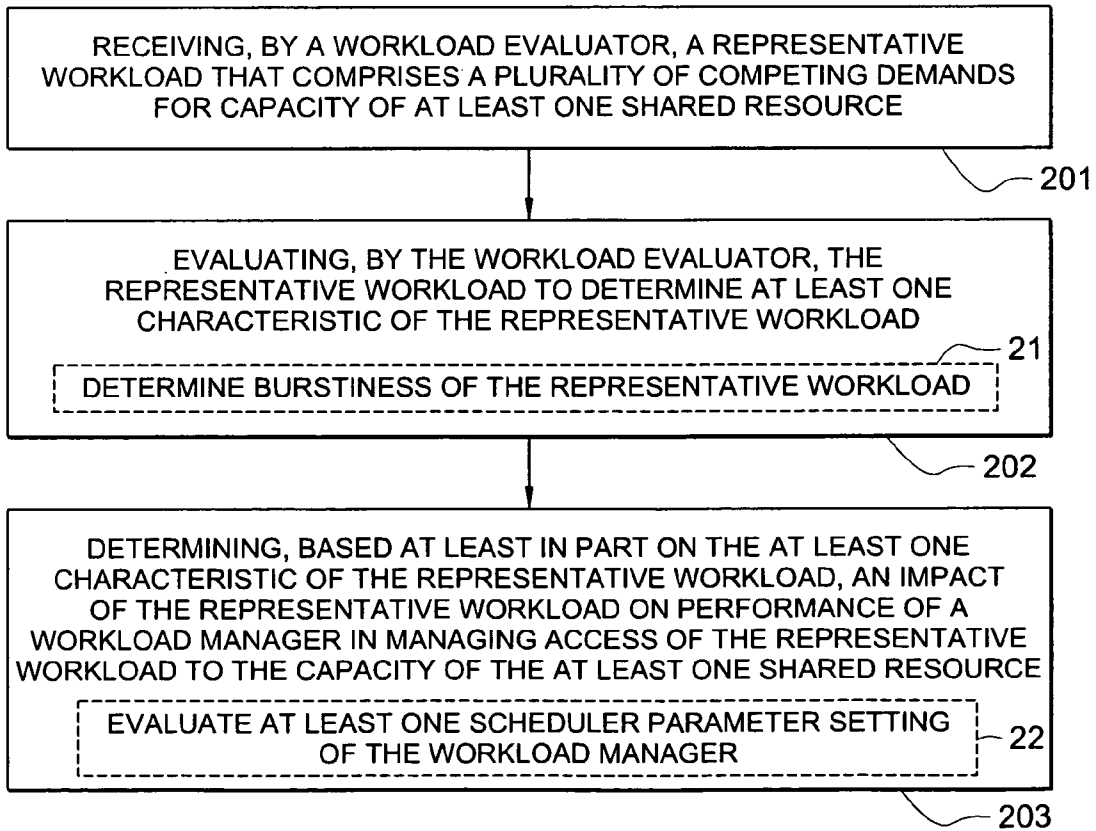 RECEIVING, BY A WORKLOAD EVALUATOR, A REPRESENTATIVE
WORKLOAD THAT COMPRISES A PLURALITY OF COMPETING DEMANDS
FOR CAPACITY OF AT LEAST ONE SHARED RESOURCE
201
EVALUATING, BY THE WORKLOAD EVALUATOR, THE
REPRESENTATIVE WORKLOAD TO DETERMINE AT LEAST ONE
CHARACTERISTIC OF THE REPRESENTATIVE WORKLOAD
21
DETERMINE BURSTINESS OF THE REPRESENTATIVE WORKLOAD
202
DETERMINING, BASED AT LEAST IN PART ON THE AT LEAST ONE
CHARACTERISTIC OF THE REPRESENTATIVE WORKLOAD, AN IMPACT
OF THE REPRESENTATIVE WORKLOAD ON PERFORMANCE OF A
WORKLOAD MANAGER IN MANAGING ACCESS OF THE REPRESENTATIVE
WORKLOAD TO THE CAPACITY OF THE AT LEAST ONE SHARED RESOURCE
EVALUATE AT LEAST ONE SCHEDULER PARAMETER SETTING
OF THE WORKLOAD MANAGER
22
203